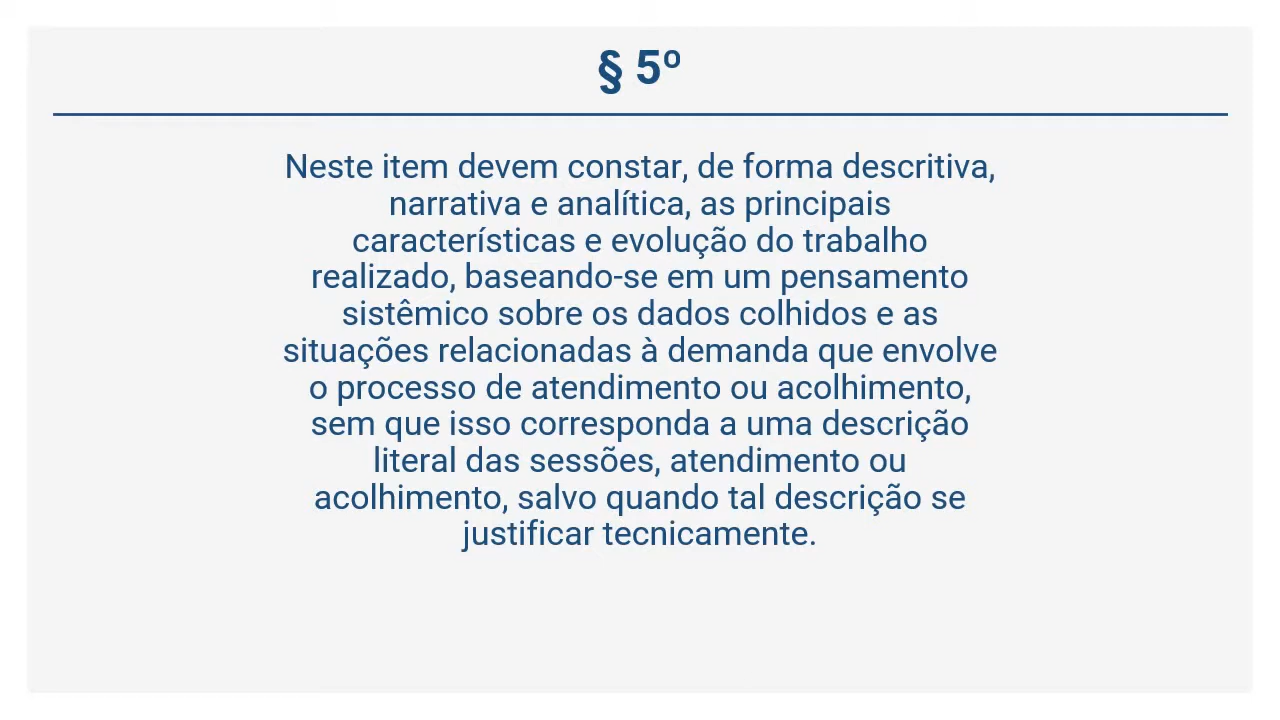 § 5º
Neste item devem constar, de forma descritiva,
narrativa e analítica, as principais
características e evolução do trabalho
realizado, baseando-se em um pensamento
sistêmico sobre os dados colhidos e as
situações relacionadas à demanda que envolve
o processo de atendimento ou acolhimento,
sem que isso corresponda a uma descrição
literal das sessões, atendimento ou
acolhimento, salvo quando tal descrição se
justificar tecnicamente.